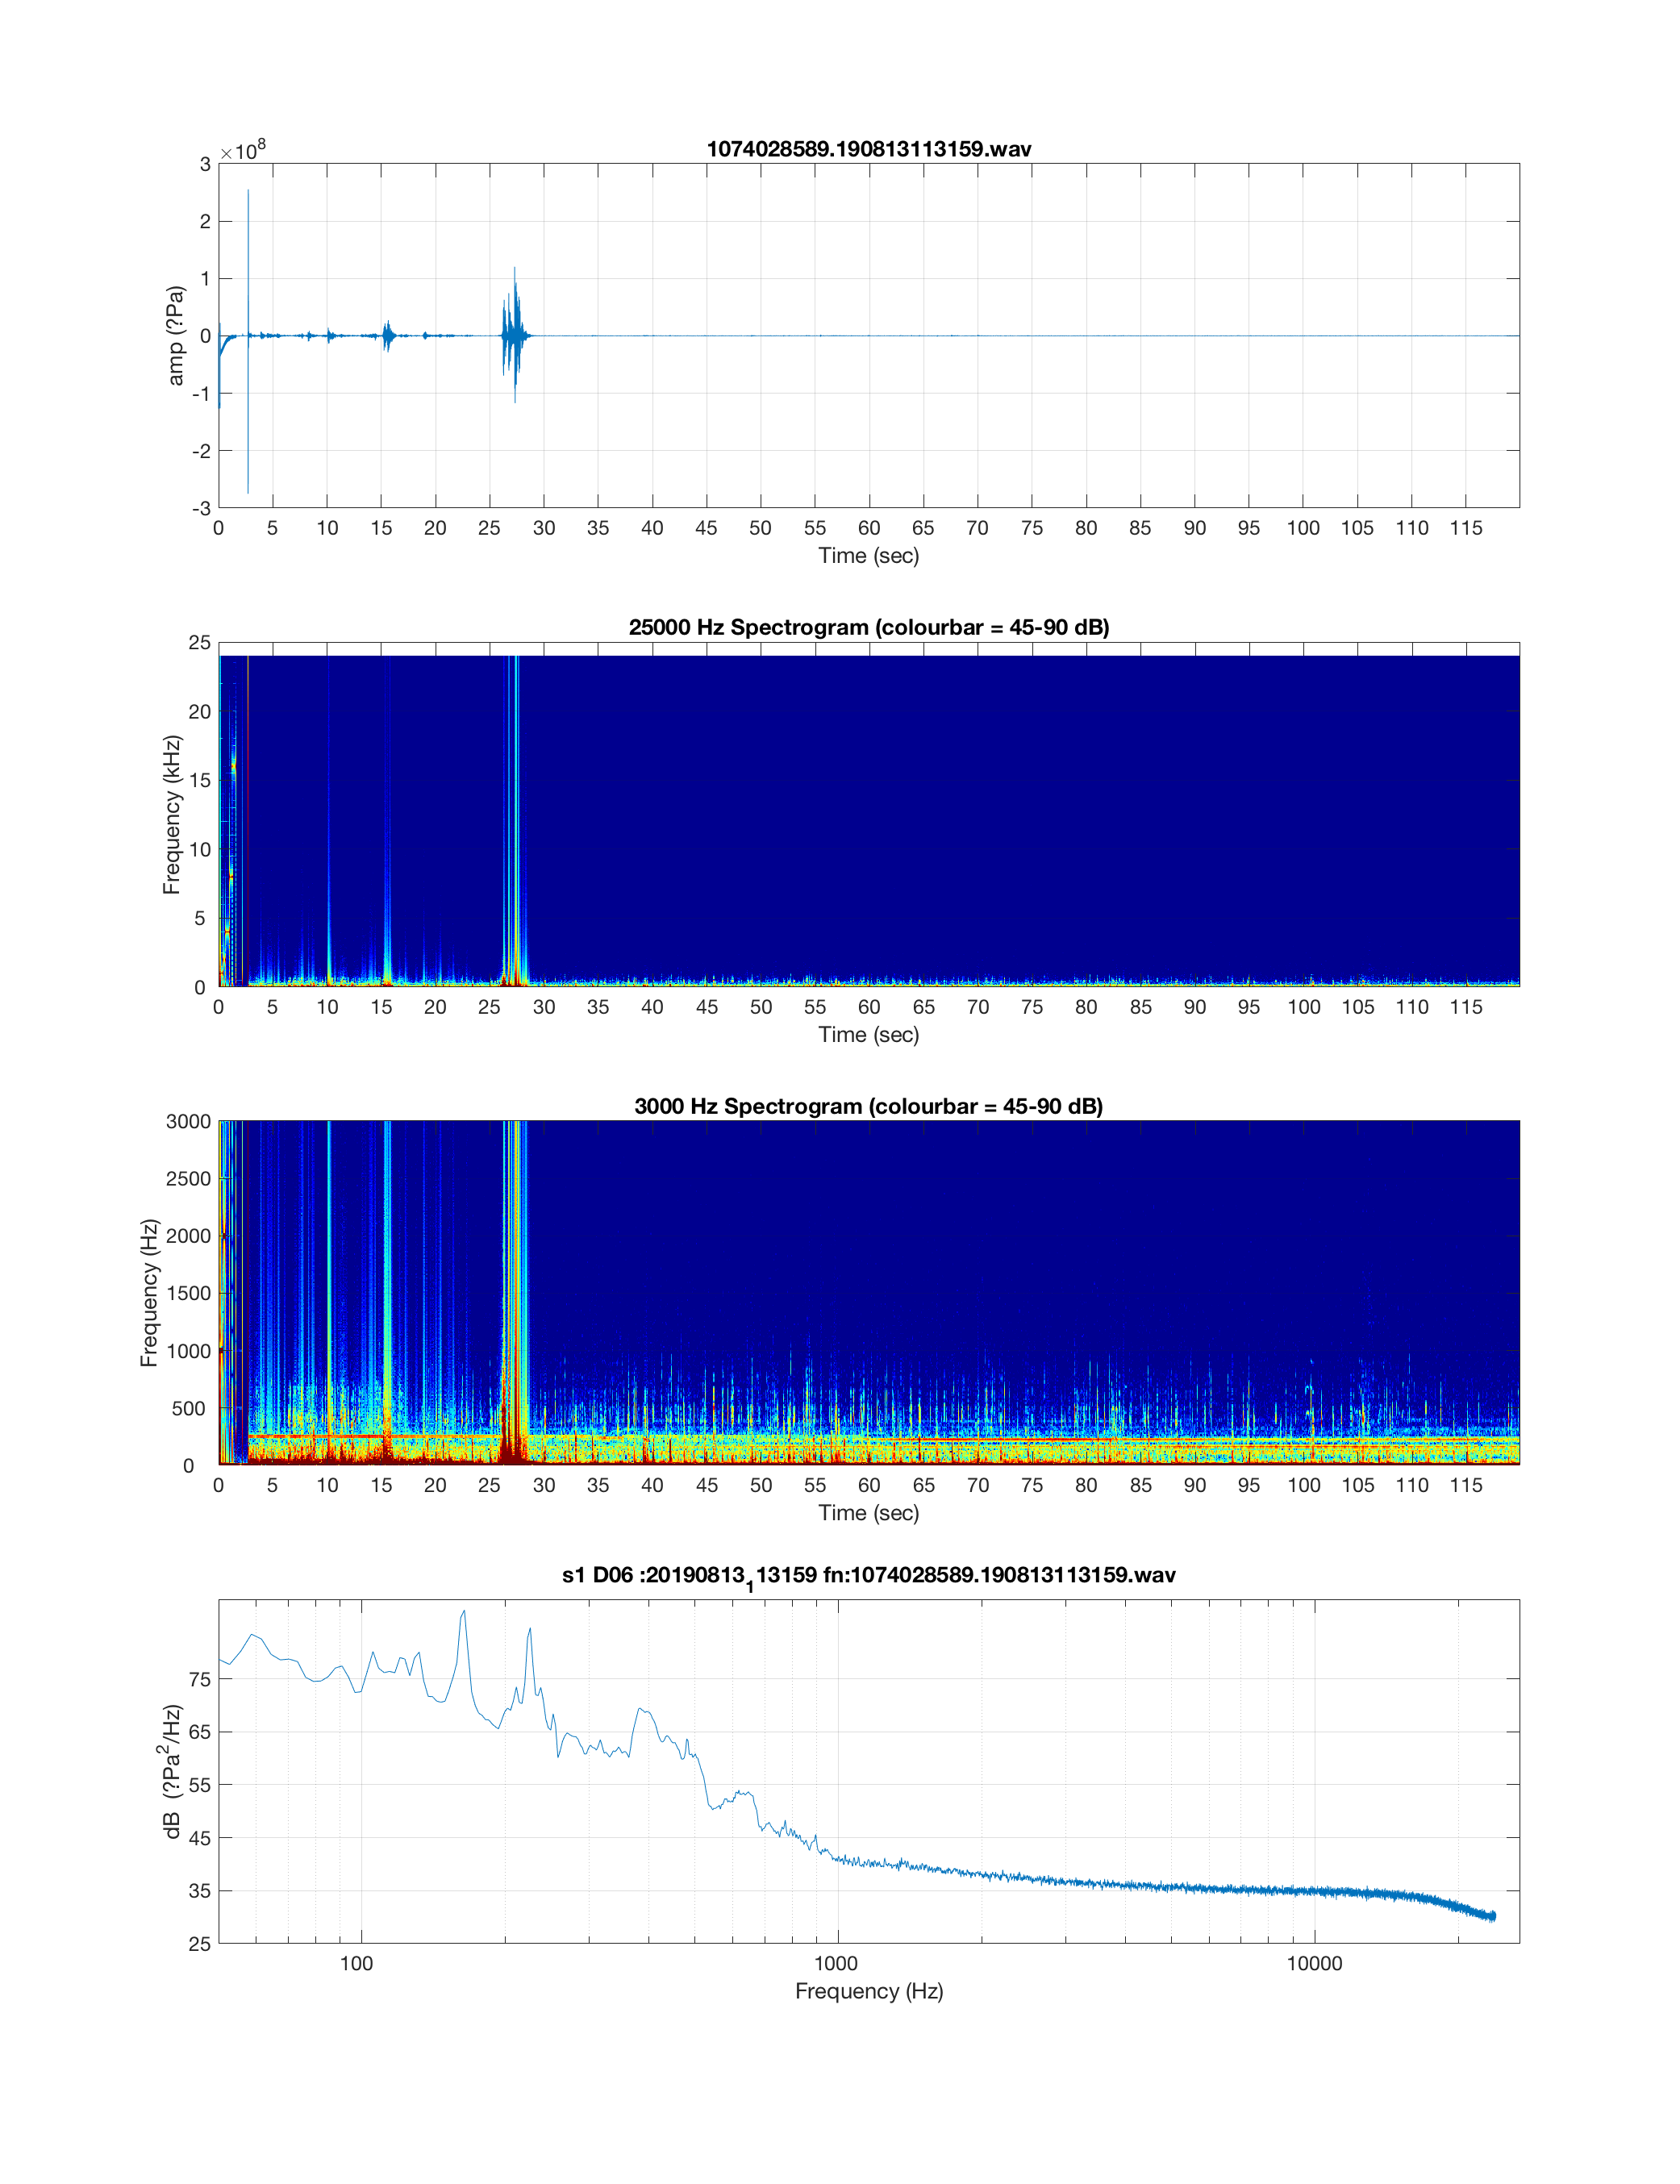 1074028589.190813113159.wav
×10^8
3
2
1
0
-1
-2
-3
amp (?Pa)
0 5 10 15 20 25 30 35 40 45 50 55 60 65 70 75 80 85 90 95 100 105 110 115
Time (sec)
25000 Hz Spectrogram (colourbar = 45-90 dB)
25
20
15
10
5
0
Frequency (kHz)
0 5 10 15 20 25 30 35 40 45 50 55 60 65 70 75 80 85 90 95 100 105 110 115
Time (sec)
3000 Hz Spectrogram (colourbar = 45-90 dB)
3000
2500
2000
1500
1000
500
0
Frequency (Hz)
0 5 10 15 20 25 30 35 40 45 50 55 60 65 70 75 80 85 90 95 100 105 110 115
Time (sec)
s1 D06 :20190813_113159 fn:1074028589.190813113159.wav
75
65
55
45
35
25
dB (?Pa²/Hz)
100 1000 10000
Frequency (Hz)